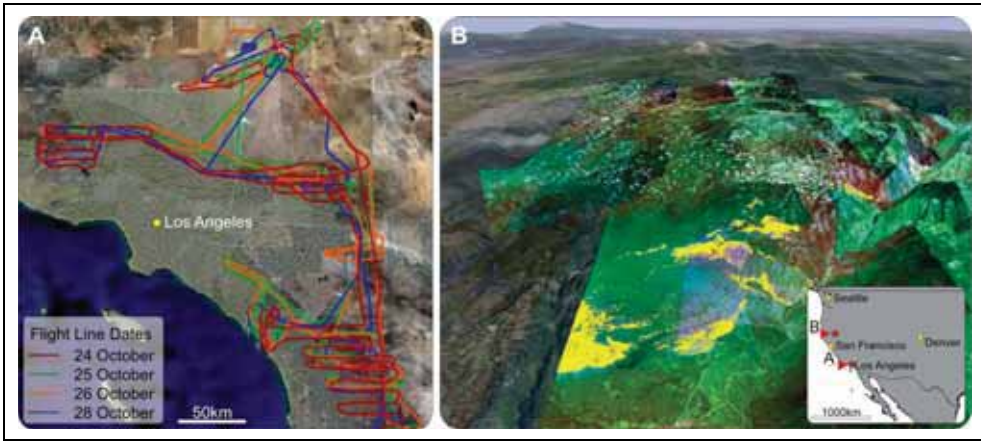 A
Los Angeles
Flight Line Dates
24 October
25 October
26 October
28 October
50km
B
Seattle
B
San Francisco
Denver
A
Los Angeles
1000km